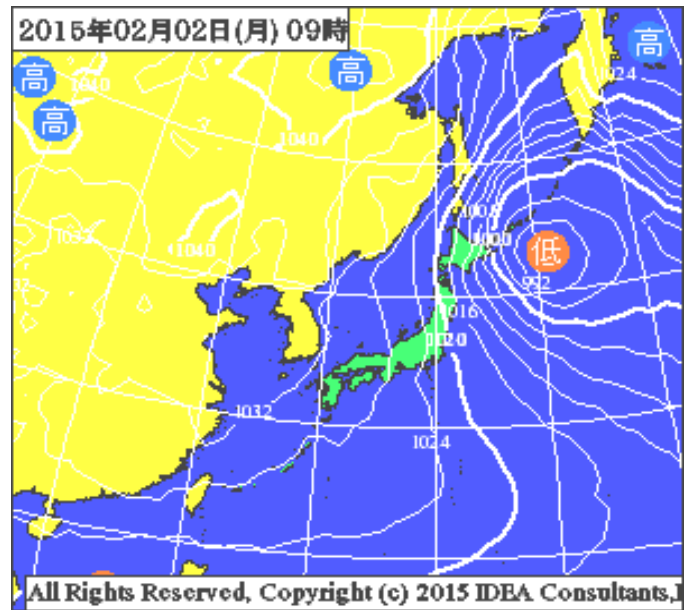 2015年02月02日(月) 09時
高
高
高
高
1024
1040
1040
1008
1000
低
1032
1040
992
1016
1020
1032
1024
All Rights Reserved, Copyright (c) 2015 IDEA Consultants,